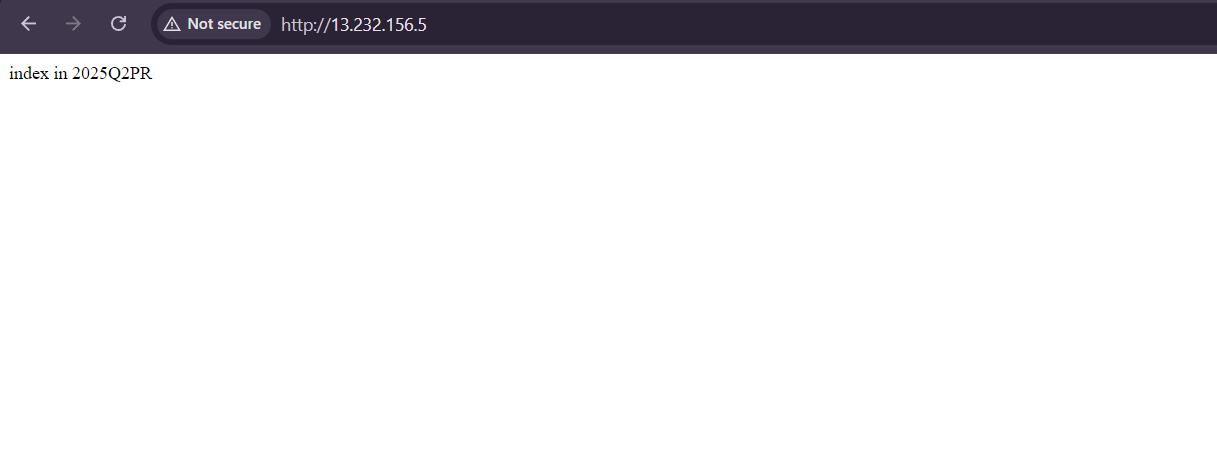 Not secure http://13.232.156.5
index in 2025Q2PR